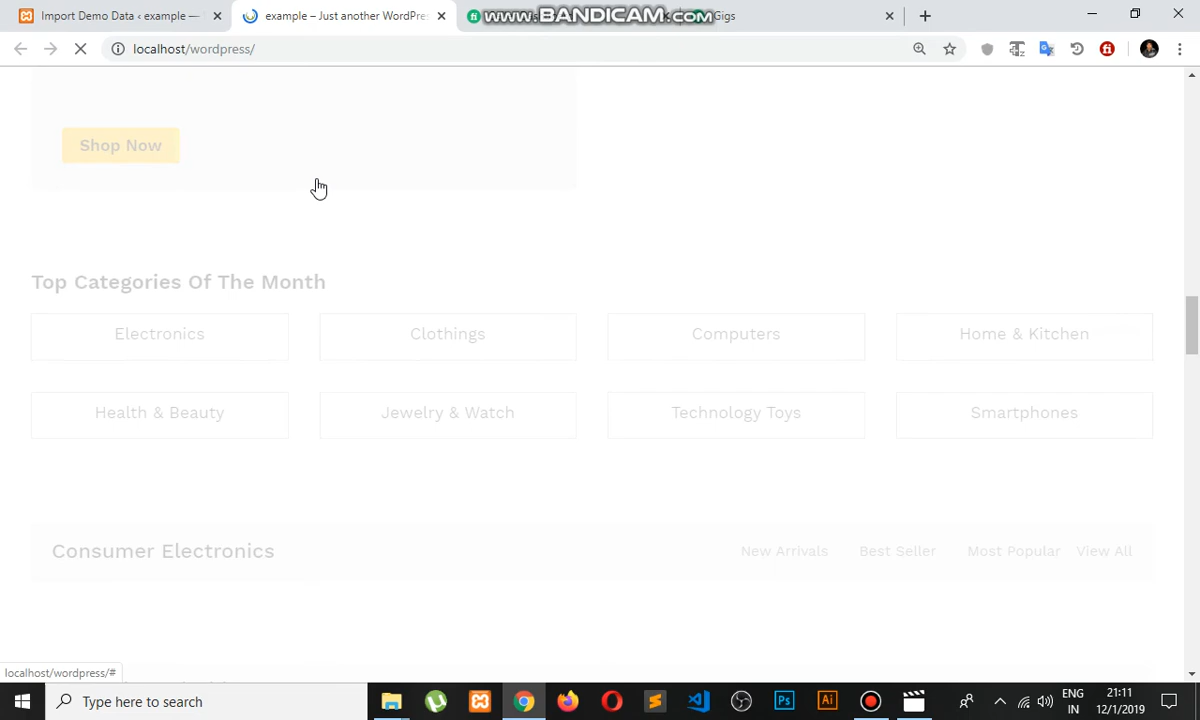 Import Demo Data ‹ example —
example – Just another WordPre
www.BANDICAM.com
Gigs
localhost/wordpress/
Shop Now
Top Categories Of The Month
Electronics
Clothings
Computers
Home & Kitchen
Health & Beauty
Jewelry & Watch
Technology Toys
Smartphones
Consumer Electronics
New Arrivals
Best Seller
Most Popular
View All
localhost/wordpress/#
Type here to search
ENG
IN
21:11
12/1/2019